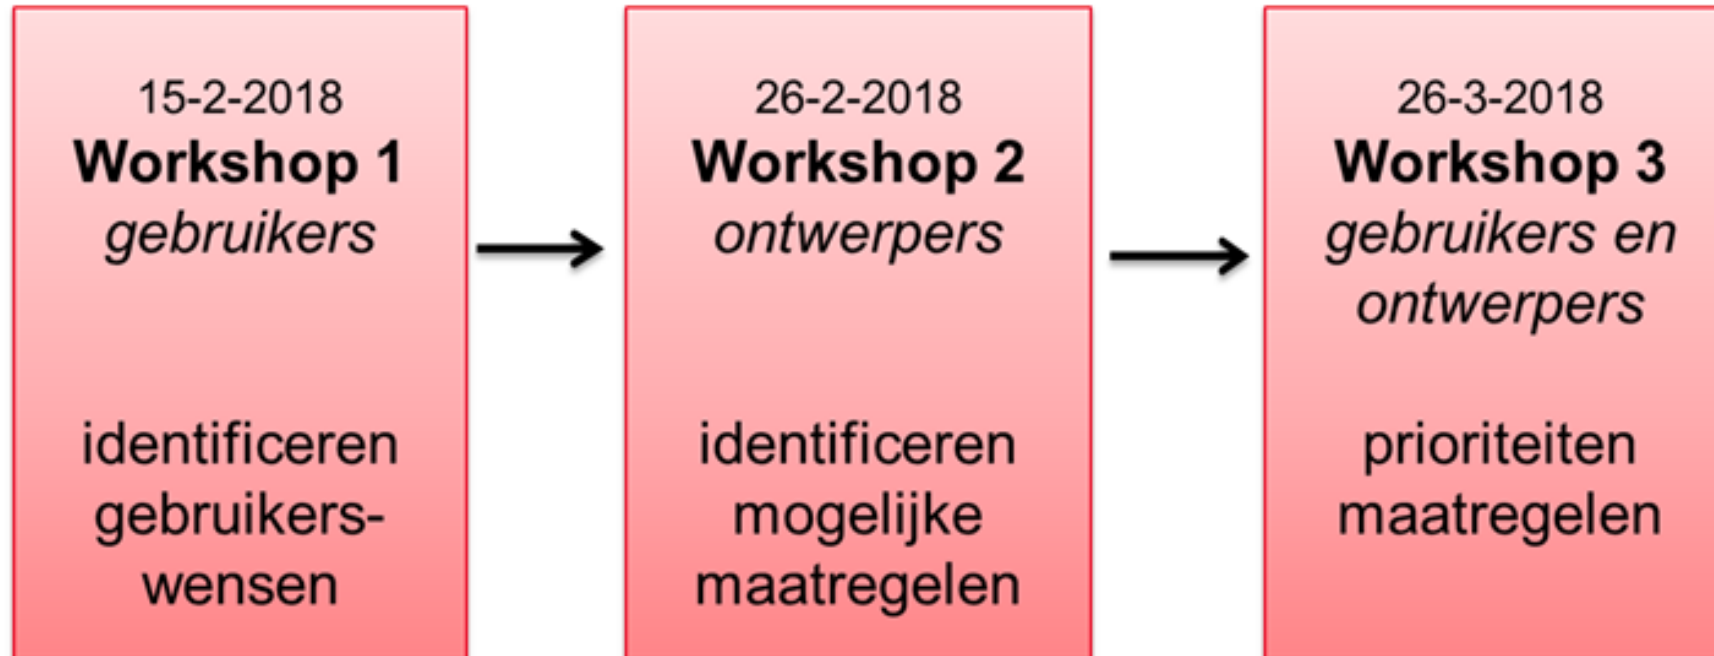 15-2-2018
Workshop 1
gebruikers
identificeren
gebruikers-
wensen
26-2-2018
Workshop 2
ontwerpers
identificeren
mogelijke
maatregelen
26-3-2018
Workshop 3
gebruikers en
ontwerpers
prioriteiten
maatregelen